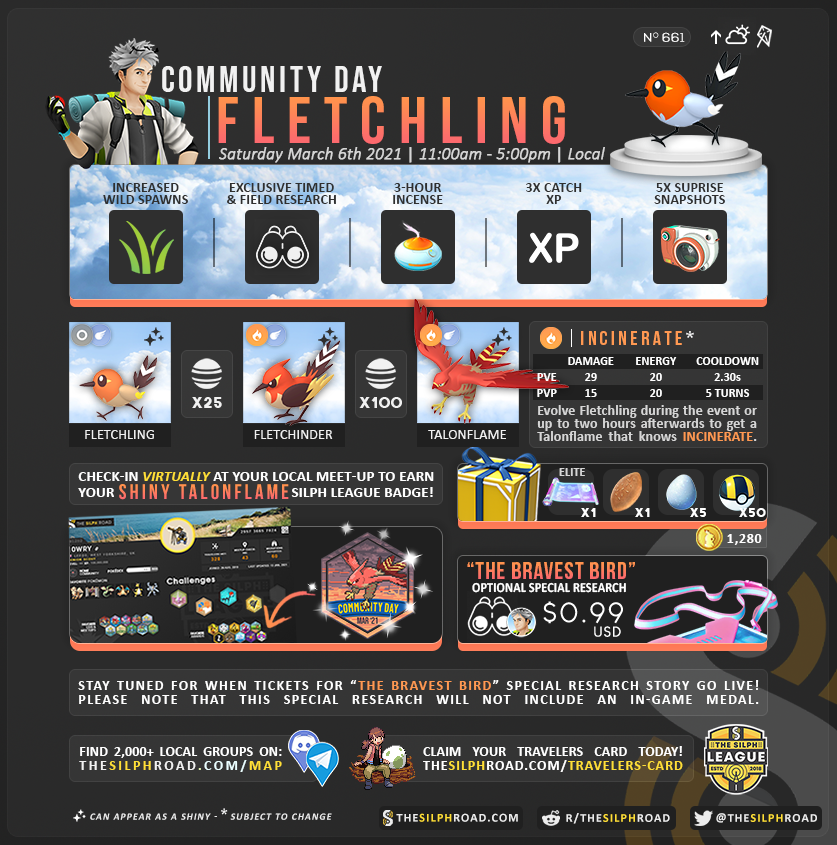 Nº 661
COMMUNITY DAY
FLETCHLING
Saturday March 6th 2021 | 11:00am - 5:00pm | Local
INCREASED
WILD SPAWNS
EXCLUSIVE TIMED
& FIELD RESEARCH
3-HOUR
INCENSE
3X CATCH
XP
5X SUPRISE
SNAPSHOTS
XP
FLETCHLING
X25
FLETCHINDER
X100
TALONFLAME
INCINERATE*
DAMAGE ENERGY COOLDOWN
PVE 29 20 2.30s
PVP 15 20 5 TURNS
Evolve Fletchling during the event or
up to two hours afterwards to get a
Talonflame that knows INCINERATE.
CHECK-IN VIRTUALLY AT YOUR LOCAL MEET-UP TO EARN
YOUR SHINY TALONFLAME SILPH LEAGUE BADGE!
THE SILPH ROAD
OWRY
Challenges
COMMUNITY DAY
MAR '21
ELITE
X1
X1
X5
X50
1,280
"THE BRAVEST BIRD"
OPTIONAL SPECIAL RESEARCH
$0.99
USD
STAY TUNED FOR WHEN TICKETS FOR "THE BRAVEST BIRD" SPECIAL RESEARCH STORY GO LIVE!
PLEASE NOTE THAT THIS SPECIAL RESEARCH WILL NOT INCLUDE AN IN-GAME MEDAL.
FIND 2,000+ LOCAL GROUPS ON:
THESILPHROAD.COM/MAP
CLAIM YOUR TRAVELERS CARD TODAY!
THESILPHROAD.COM/TRAVELERS-CARD
THE SILPH
LEAGUE
ESTD 2018
CAN APPEAR AS A SHINY - * SUBJECT TO CHANGE
THESILPHROAD.COM
R/THESILPHROAD
@THESILPHROAD